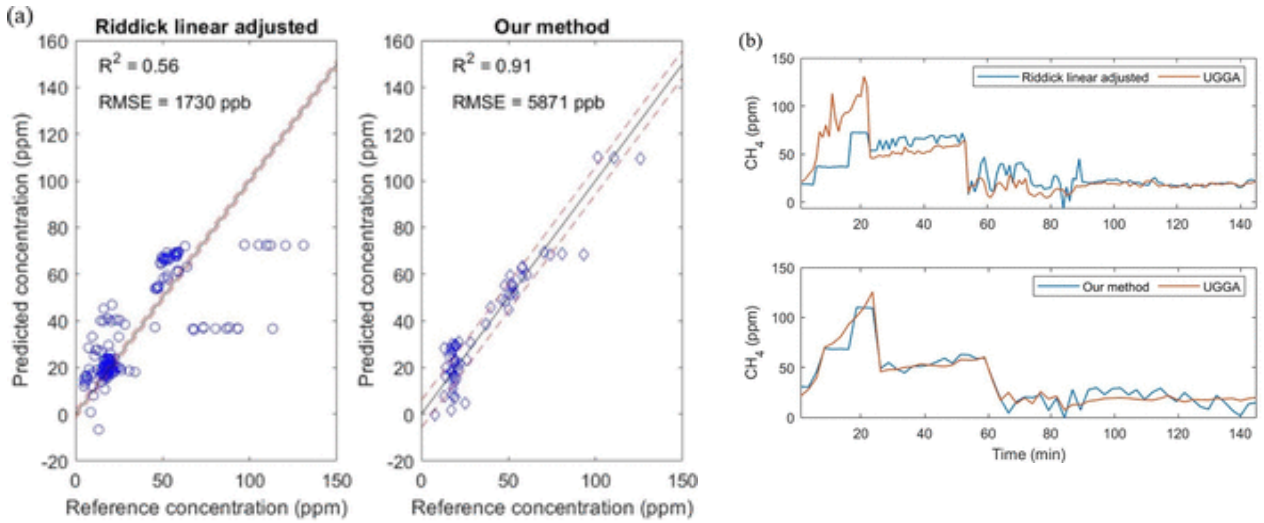 (a)
Riddick linear adjusted
R² = 0.56
RMSE = 1730 ppb
Predicted concentration (ppm)
160
140
120
100
80
60
40
20
0
-20
0 50 100 150
Reference concentration (ppm)
Our method
R² = 0.91
RMSE = 5871 ppb
Predicted concentration (ppm)
160
140
120
100
80
60
40
20
0
-20
0 50 100 150
Reference concentration (ppm)
(b)
Riddick linear adjusted UGGA
CH₄ (ppm)
150
100
50
0
20 40 60 80 100 120 140
Our method UGGA
CH₄ (ppm)
150
100
50
0
20 40 60 80 100 120 140
Time (min)